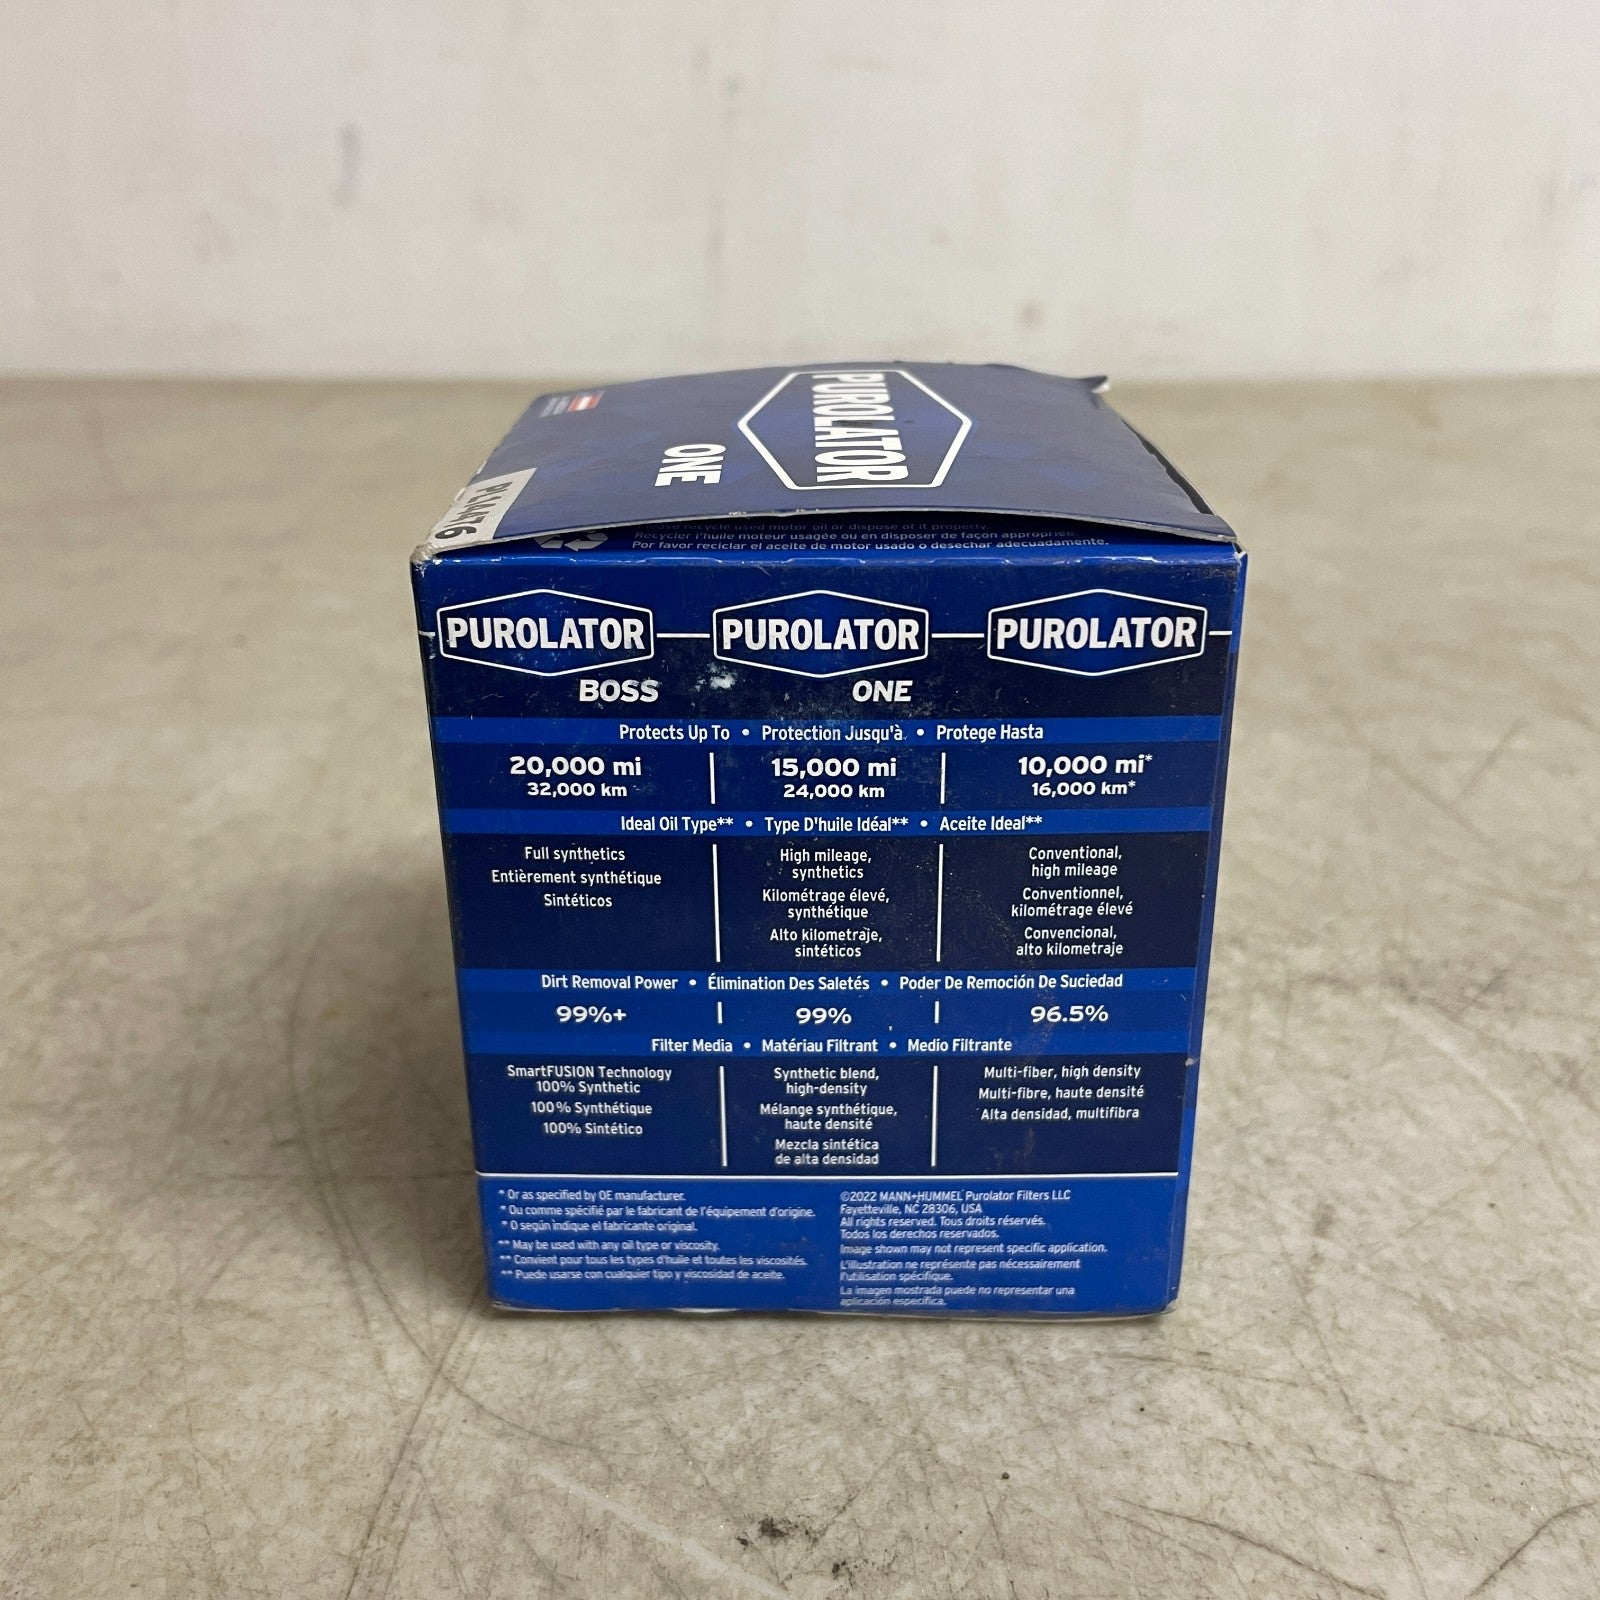 PUROLATOR
ONE
PL14476
Please recycle used motor oil or dispose of it properly.
Recycler l'huile moteur usagée ou en disposer de façon appropriée.
Por favor reciclar el aceite de motor usado o desechar adecuadamente.
PUROLATOR PUROLATOR PUROLATOR
BOSS ONE
Protects Up To • Protection Jusqu'à • Protege Hasta
20,000 mi 15,000 mi 10,000 mi*
32,000 km 24,000 km 16,000 km*
Ideal Oil Type** • Type D'huile Idéal** • Aceite Ideal**
Full synthetics
Entièrement synthétique
Sintéticos
High mileage,
synthetics
Kilométrage élevé,
synthétique
Alto kilometraje,
sintéticos
Conventional,
high mileage
Conventionnel,
kilométrage élevé
Convencional,
alto kilometraje
Dirt Removal Power • Élimination Des Saletés • Poder De Remoción De Suciedad
99%+ 99% 96.5%
Filter Media • Matériau Filtrant • Medio Filtrante
SmartFUSION Technology
100% Synthetic
100% Synthétique
100% Sintético
Synthetic blend,
high-density
Mélange synthétique,
haute densité
Mezcla sintética
de alta densidad
Multi-fiber, high density
Multi-fibre, haute densité
Alta densidad, multifibra
* Or as specified by OE manufacturer.
* Ou comme spécifié par le fabricant de l'équipement d'origine.
* O según indique el fabricante original.
** May be used with any oil type or viscosity.
** Convient pour tous les types d'huile et toutes les viscosités.
** Puede usarse con cualquier tipo y viscosidad de aceite.
©2022 MANN+HUMMEL Purolator Filters LLC
Fayetteville, NC 28306, USA
All rights reserved. Tous droits réservés.
Todos los derechos reservados.
Image shown may not represent specific application.
L'illustration ne représente pas nécessairement
l'utilisation spécifique.
La imagen mostrada puede no representar una
aplicación específica.